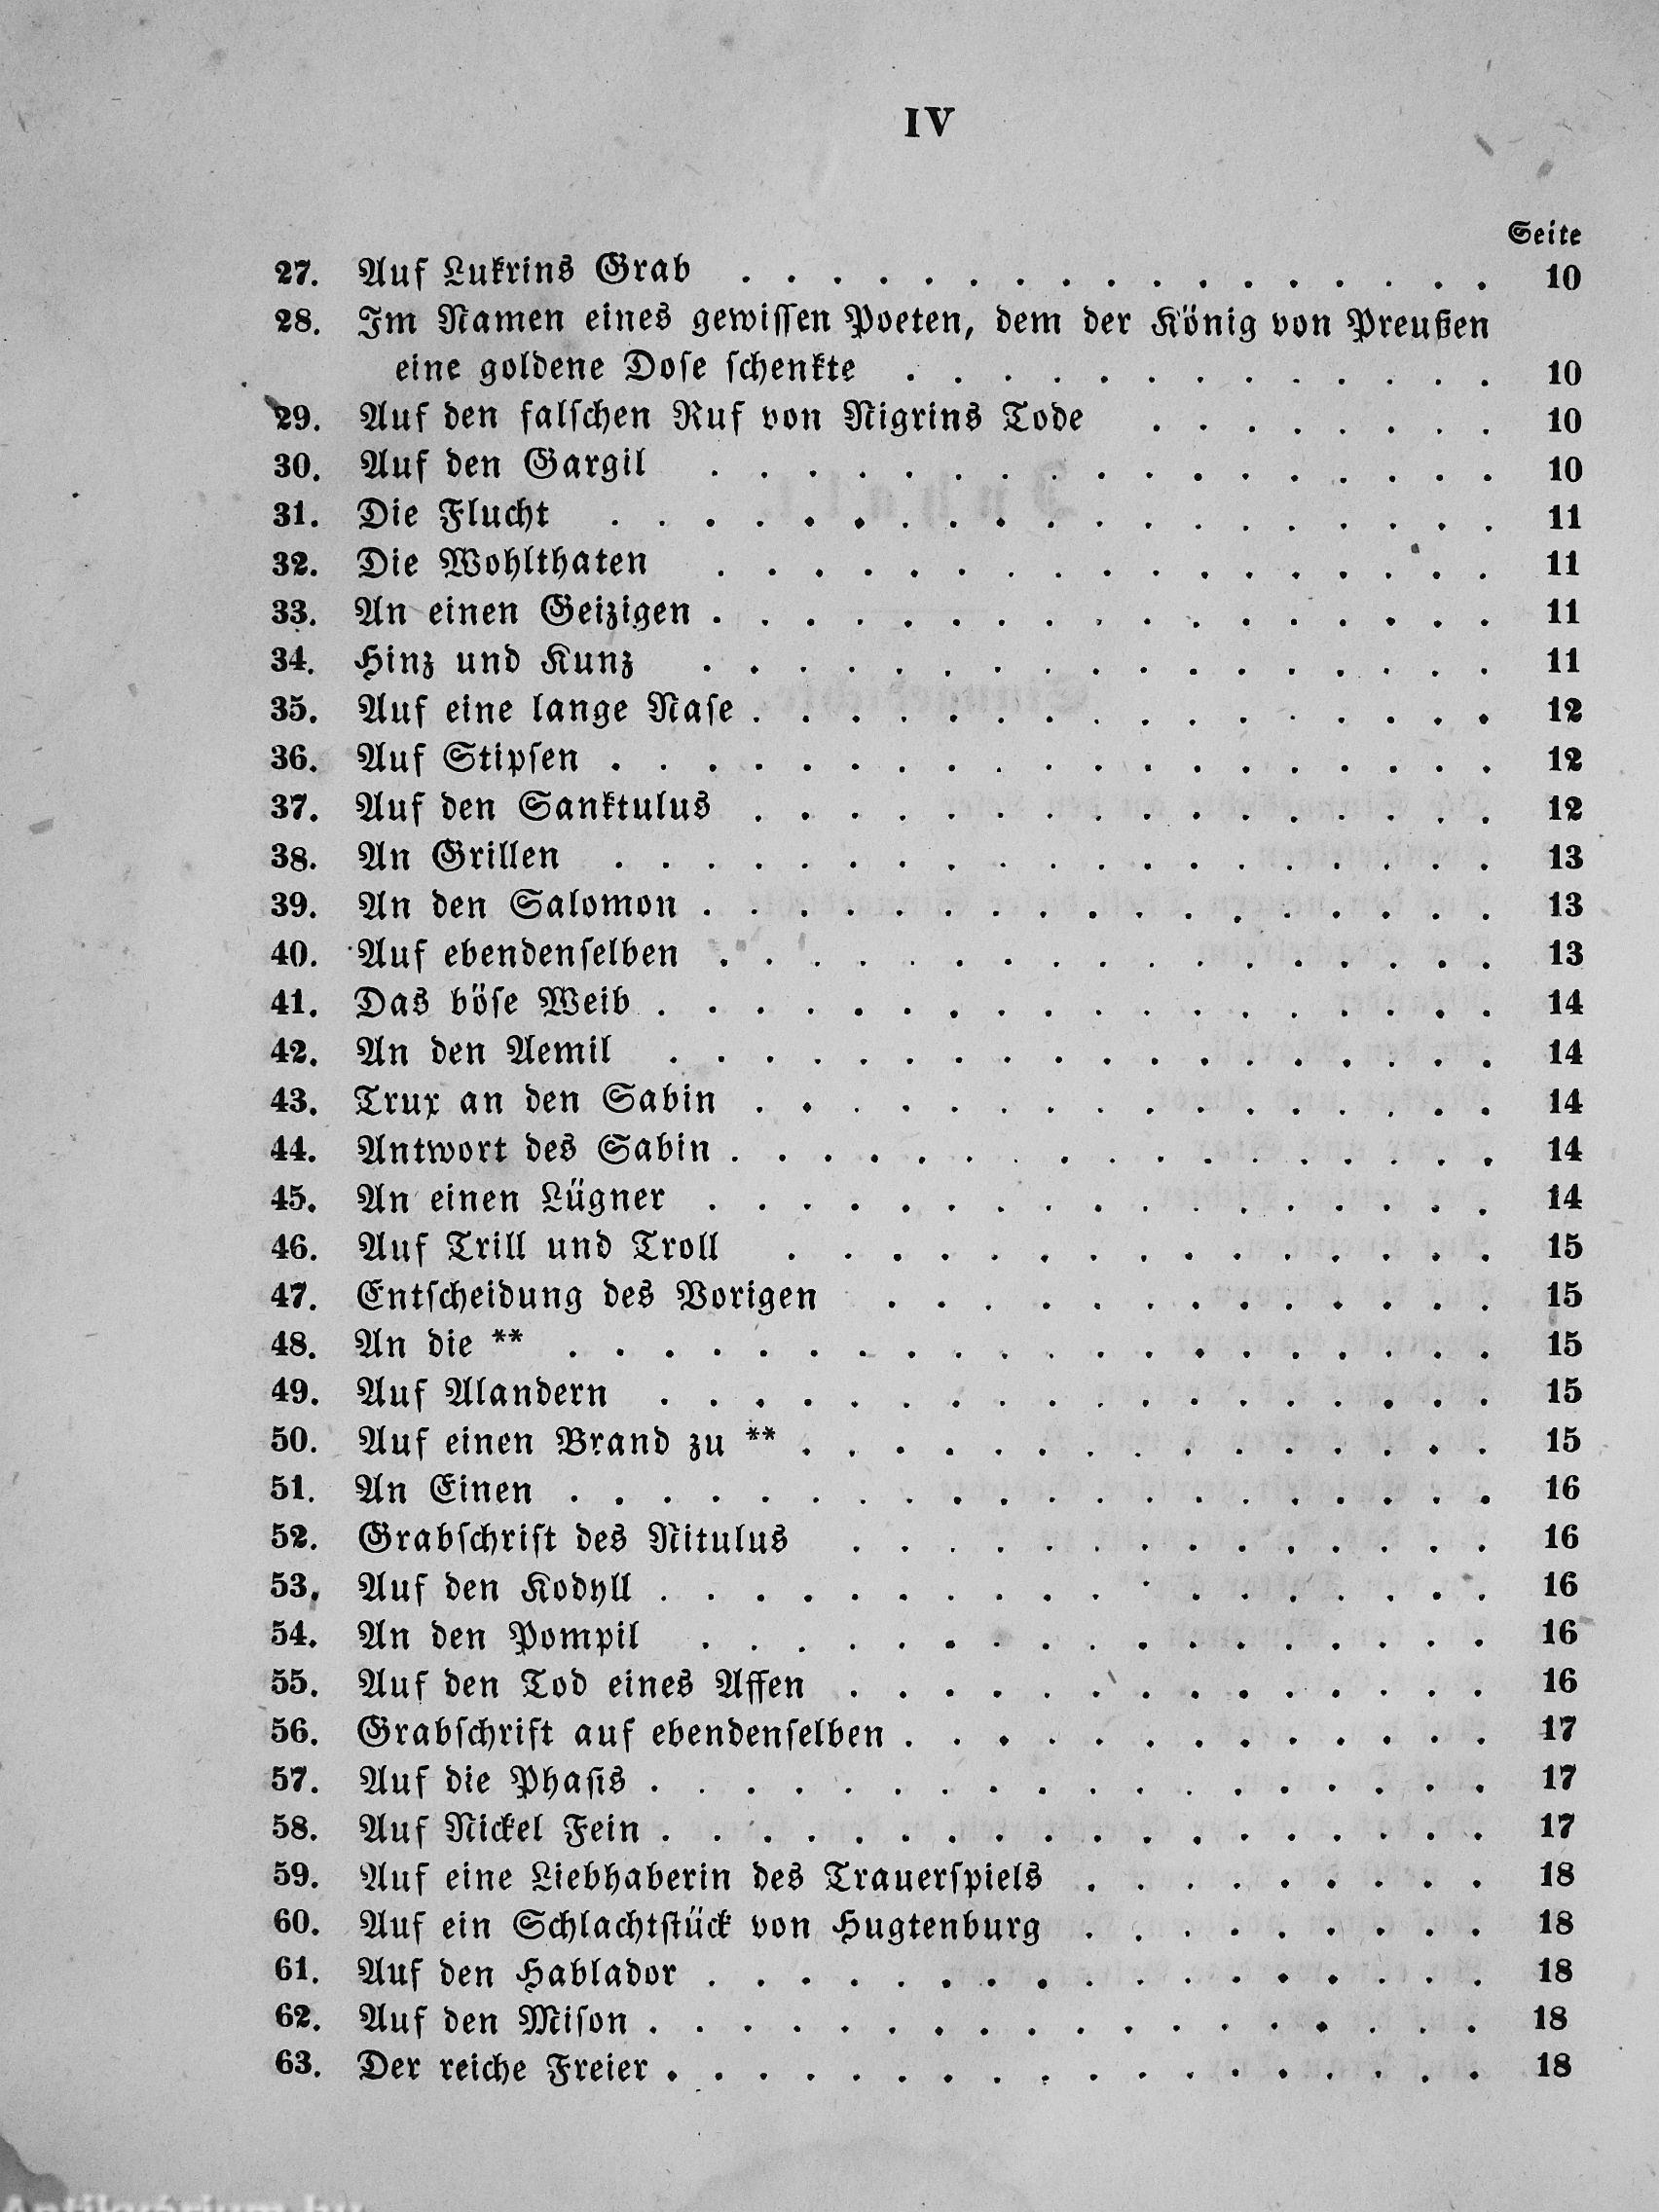 IV
Seite
27. Auf Lukrins Grab . . . . . . . . . . . . . . . . . 10
28. Im Namen eines gewiſſen Poeten, dem der König von Preußen
eine goldene Doſe ſchenkte . . . . . . . . . . . . . 10
29. Auf den falſchen Ruf von Nigrins Tode . . . . . . . . 10
30. Auf den Gargil . . . . . . . . . . . . . . . . . 10
31. Die Flucht . . . . . . . . . . . . . . . . . . . 11
32. Die Wohlthaten . . . . . . . . . . . . . . . . . 11
33. An einen Geizigen . . . . . . . . . . . . . . . . . 11
34. Hinz und Kunz . . . . . . . . . . . . . . . . . 11
35. Auf eine lange Naſe . . . . . . . . . . . . . . . . 12
36. Auf Stipſen . . . . . . . . . . . . . . . . . . . 12
37. Auf den Sanktulus . . . . . . . . . . . . . . . . 12
38. An Grillen . . . . . . . . . . . . . . . . . . . 13
39. An den Salomon . . . . . . . . . . . . . . . . . 13
40. Auf ebendenſelben . . . . . . . . . . . . . . . . . 13
41. Das böſe Weib . . . . . . . . . . . . . . . . . . 14
42. An den Aemil . . . . . . . . . . . . . . . . . . 14
43. Trux an den Sabin . . . . . . . . . . . . . . . . 14
44. Antwort des Sabin . . . . . . . . . . . . . . . . . 14
45. An einen Lügner . . . . . . . . . . . . . . . . . 14
46. Auf Trill und Troll . . . . . . . . . . . . . . . 15
47. Entſcheidung des Vorigen . . . . . . . . . . . . . 15
48. An die ** . . . . . . . . . . . . . . . . . . . . 15
49. Auf Alandern . . . . . . . . . . . . . . . . . . 15
50. Auf einen Brand zu ** . . . . . . . . . . . . . . . 15
51. An Einen . . . . . . . . . . . . . . . . . . . . 16
52. Grabſchrift des Nitulus . . . . . . . . . . . . . . 16
53. Auf den Kodyll . . . . . . . . . . . . . . . . . . 16
54. An den Pompil . . . . . . . . . . . . . . . . . 16
55. Auf den Tod eines Affen . . . . . . . . . . . . . . 16
56. Grabſchrift auf ebendenſelben . . . . . . . . . . . . . 17
57. Auf die Phaſis . . . . . . . . . . . . . . . . . . 17
58. Auf Nickel Fein . . . . . . . . . . . . . . . . . . 17
59. Auf eine Liebhaberin des Trauerſpiels . . . . . . . . . 18
60. Auf ein Schlachtſtück von Hugtenburg . . . . . . . . . 18
61. Auf den Hablador . . . . . . . . . . . . . . . . . 18
62. Auf den Miſon . . . . . . . . . . . . . . . . . . 18
63. Der reiche Freier . . . . . . . . . . . . . . . . . . 18